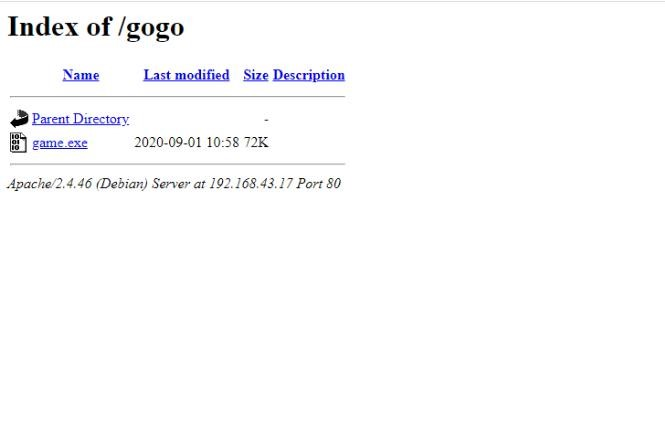 Index of /gogo
Name Last modified Size Description
Parent Directory -
game.exe 2020-09-01 10:58 72K
Apache/2.4.46 (Debian) Server at 192.168.43.17 Port 80